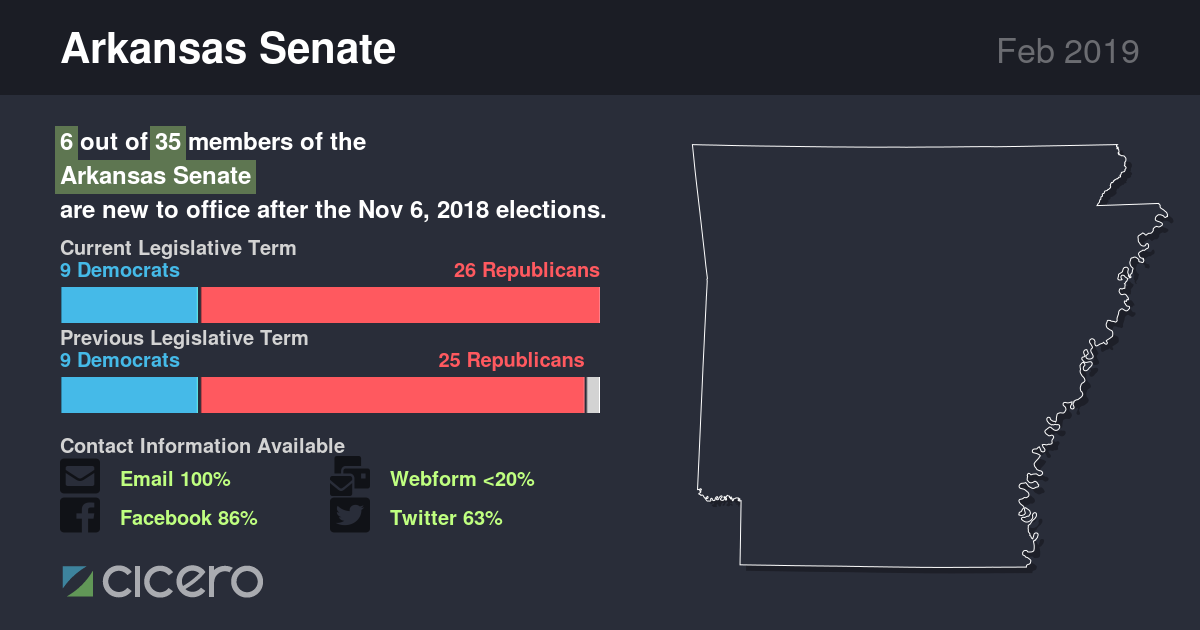 Arkansas Senate
Feb 2019
6 out of 35 members of the
Arkansas Senate
are new to office after the Nov 6, 2018 elections.
Current Legislative Term
9 Democrats 26 Republicans
Previous Legislative Term
9 Democrats 25 Republicans
Contact Information Available
Email 100% Webform <20%
Facebook 86% Twitter 63%
cicero